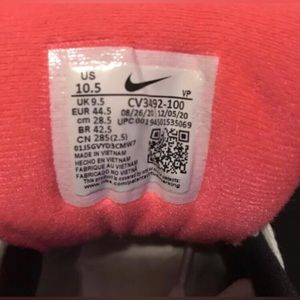 US
10.5
VP
UK 9.5
EUR 44.5
cm 28.5
BR 42.5
CN 285(2.5)
CV3492-100
08/26/20 12/05/20
UPC 00194501535069
01JSGVYD3CMW7
MADE IN VIETNAM
HECHO EN VIETNAM
FABRIQUE AU VIETNAM
FABRICADO NO VIETNAM